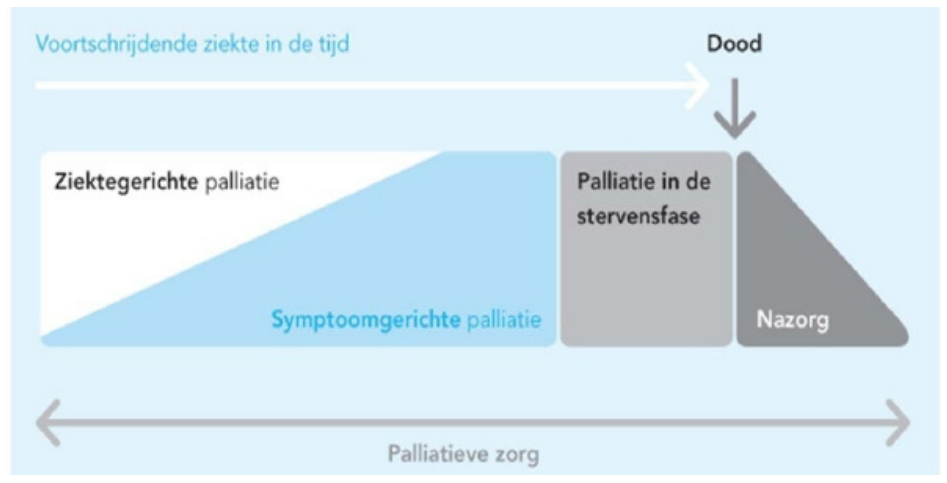 Voortschrijdende ziekte in de tijd
Dood
Ziektegerichte palliatie
Palliatie in de
stervensfase
Symptoomgerichte palliatie
Nazorg
Palliatieve zorg